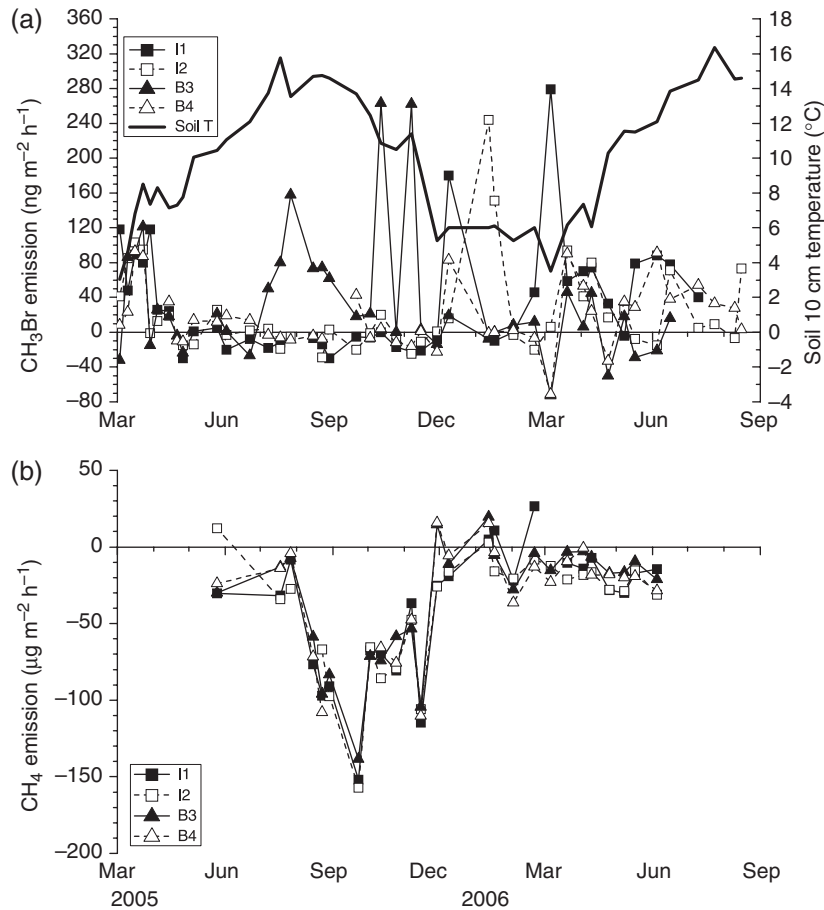 (a)
360
320
280
240
200
160
120
80
40
0
−40
−80
CH₃Br emission (ng m⁻² h⁻¹)
I1
I2
B3
B4
Soil T
18
16
14
12
10
8
6
4
2
0
−2
−4
Soil 10 cm temperature (°C)
Mar Jun Sep Dec Mar Jun Sep
(b)
50
0
−50
−100
−150
−200
CH₄ emission (μg m⁻² h⁻¹)
I1
I2
B3
B4
Mar Jun Sep Dec Mar Jun Sep
2005 2006